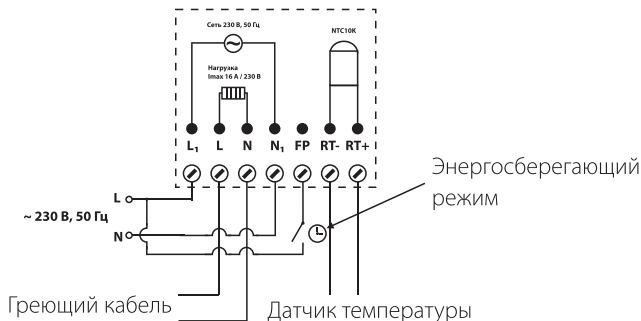 Сеть 230 В, 50 Гц
NTC10K
Нагрузка
Imax 16 А / 230 В
L1 L N N1 FP RT- RT+
L
~ 230 В, 50 Гц
N
Энергосберегающий
режим
Греющий кабель
Датчик температуры